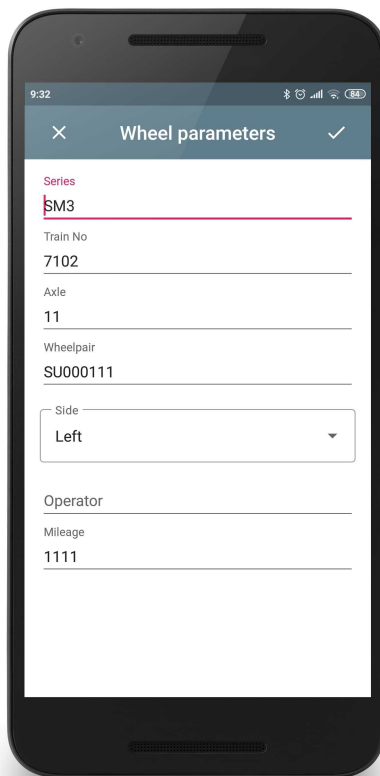 9:32
84
Wheel parameters
Series
SM3
Train No
7102
Axle
11
Wheelpair
SU000111
Side
Left
Operator
Mileage
1111